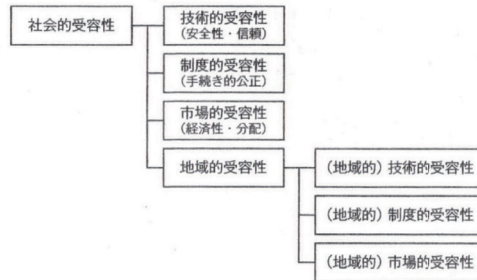 社会的受容性
技術的受容性
(安全性・信頼)
制度的受容性
(手続き的公正)
市場的受容性
(経済性・分配)
地域的受容性
(地域的) 技術的受容性
(地域的) 制度的受容性
(地域的) 市場的受容性